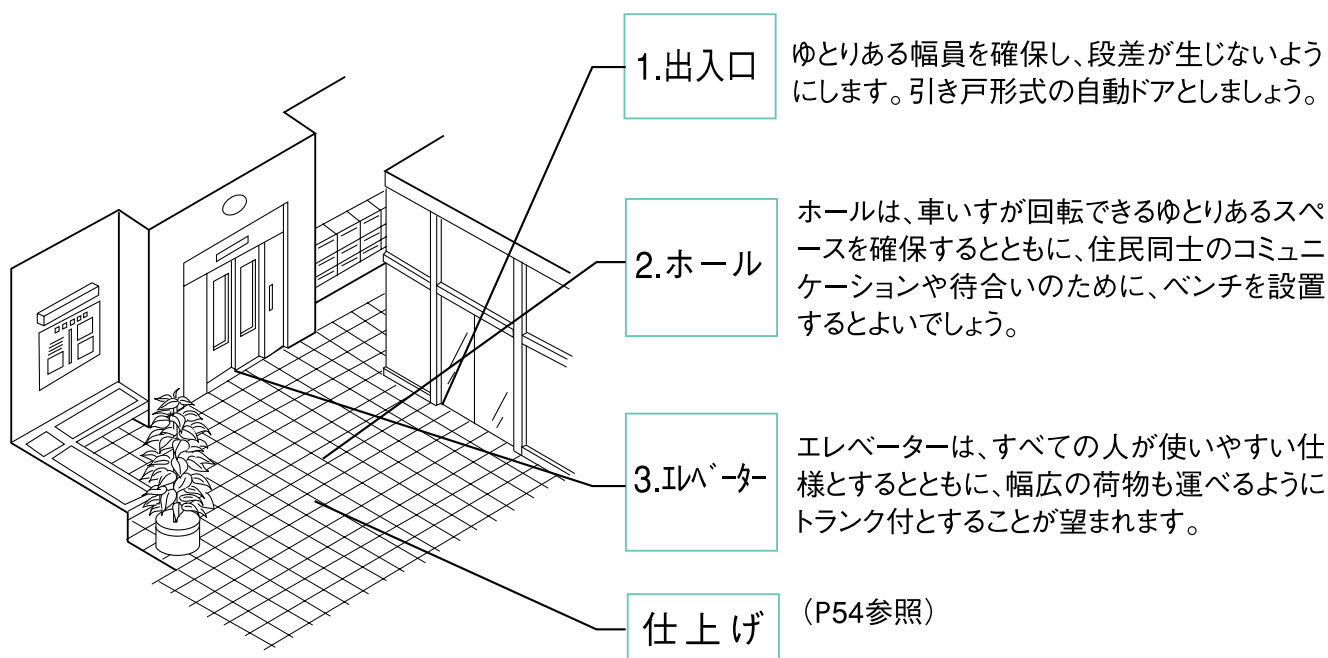 1.出入口
ゆとりある幅員を確保し、段差が生じないよう
にします。引き戸形式の自動ドアとしましょう。
2.ホール
ホールは、車いすが回転できるゆとりあるスペ
ースを確保するとともに、住民同士のコミュニ
ケーションや待合いのために、ベンチを設置
するとよいでしょう。
3.エレベーター
エレベーターは、すべての人が使いやすい仕
様とするとともに、幅広の荷物も運べるように
トランク付とすることが望まれます。
仕上げ
（P54参照）